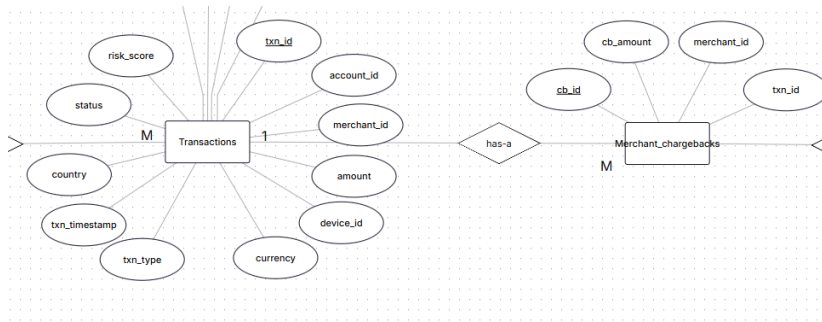 txn_id
cb_amount
merchant_id
risk_score
account_id
cb_id
txn_id
status
merchant_id
M
Transactions
1
has-a
Merchant_chargebacks
M
country
amount
txn_timestamp
device_id
txn_type
currency